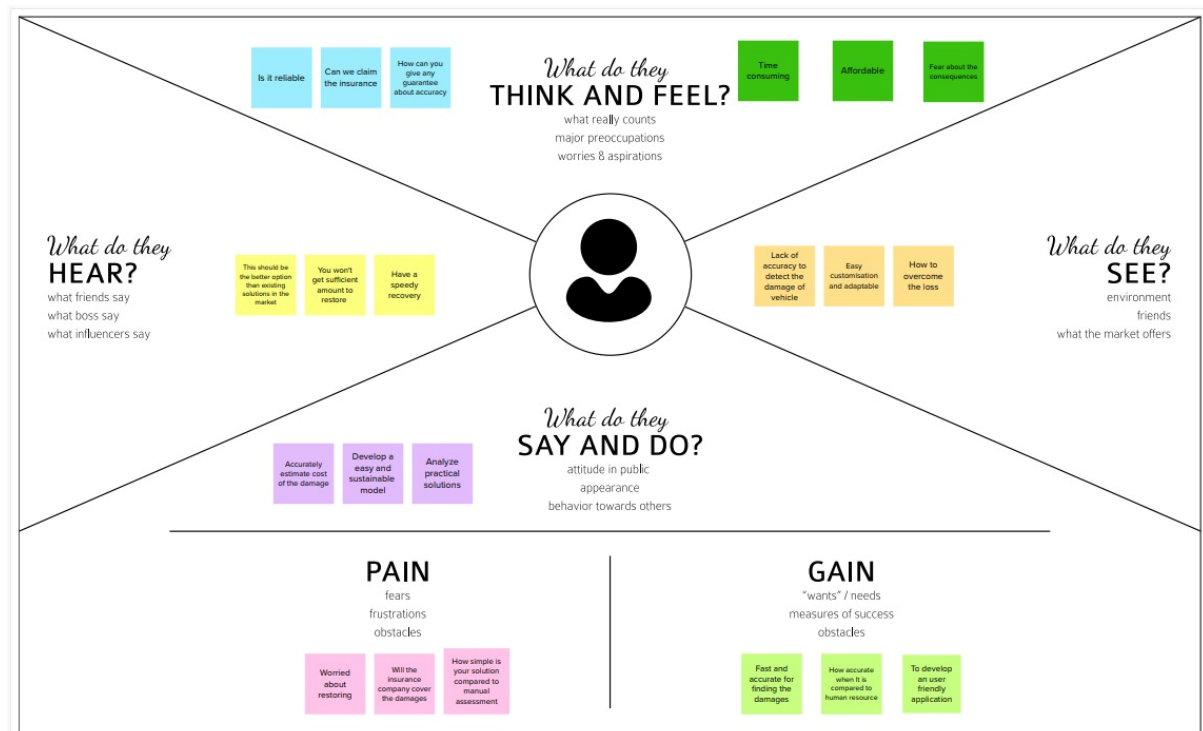 Is it reliable
Can we claim
the insurance
How can you
give any
guarantee
about accuracy
What do they
THINK AND FEEL?
what really counts
major preoccupations
worries & aspirations
Time
consuming
Affordable
Fear about the
consequences
What do they
HEAR?
what friends say
what boss say
what influencers say
This should be
the better option
than existing
solutions in the
market
You won't
get sufficient
amount to
restore
Have a
speedy
recovery
Lack of
accuracy to
detect the
damage of
vehicle
Easy
customisation
and adaptable
How to
overcome
the loss
What do they
SEE?
environment
friends
what the market offers
What do they
SAY AND DO?
attitude in public
appearance
behavior towards others
Accurately
estimate cost
of the damage
Develop a
easy and
sustainable
model
Analyze
practical
solutions
PAIN
fears
frustrations
obstacles
Worried
about
restoring
Will the
insurance
company cover
the damages
How simple is
your solution
compared to
manual
assessment
GAIN
"wants" / needs
measures of success
obstacles
Fast and
accurate for
finding the
damages
How accurate
when It is
compared to
human resource
To develop
an user
friendly
application